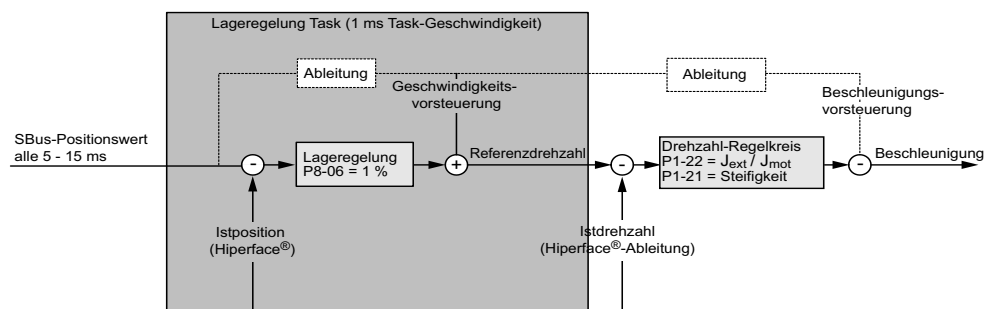 Lageregelung Task (1 ms Task-Geschwindigkeit)
Ableitung
Ableitung
Geschwindigkeits-
vorsteuerung
Beschleunigungs-
vorsteuerung
SBus-Positionswert
alle 5 - 15 ms
-
Lageregelung
P8-06 = 1 %
+
Referenzdrehzahl
-
Drehzahl-Regelkreis
P1-22 = Jext / Jmot
P1-21 = Steifigkeit
-
Beschleunigung
Istposition
(Hiperface®)
Istdrehzahl
(Hiperface®-Ableitung)